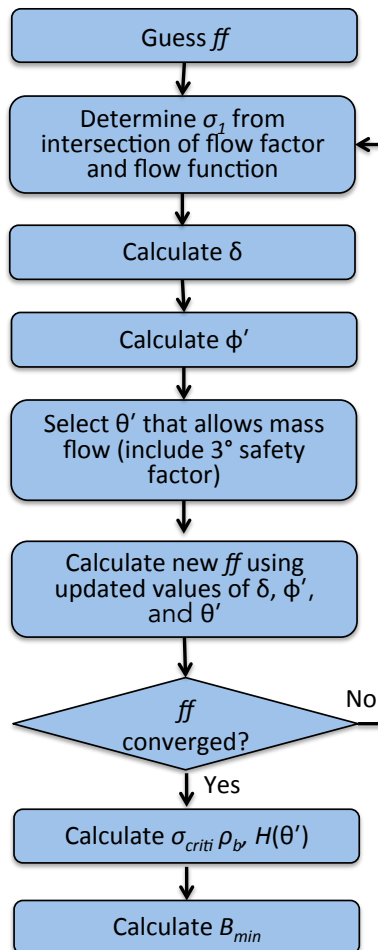 Guess ff
Determine σ₁ from
intersection of flow factor
and flow function
Calculate δ
Calculate ϕ′
Select θ′ that allows mass
flow (include 3° safety
factor)
Calculate new ff using
updated values of δ, ϕ′,
and θ′
ff
converged?
No
Yes
Calculate σcriti ρb, H(θ′)
Calculate Bmin